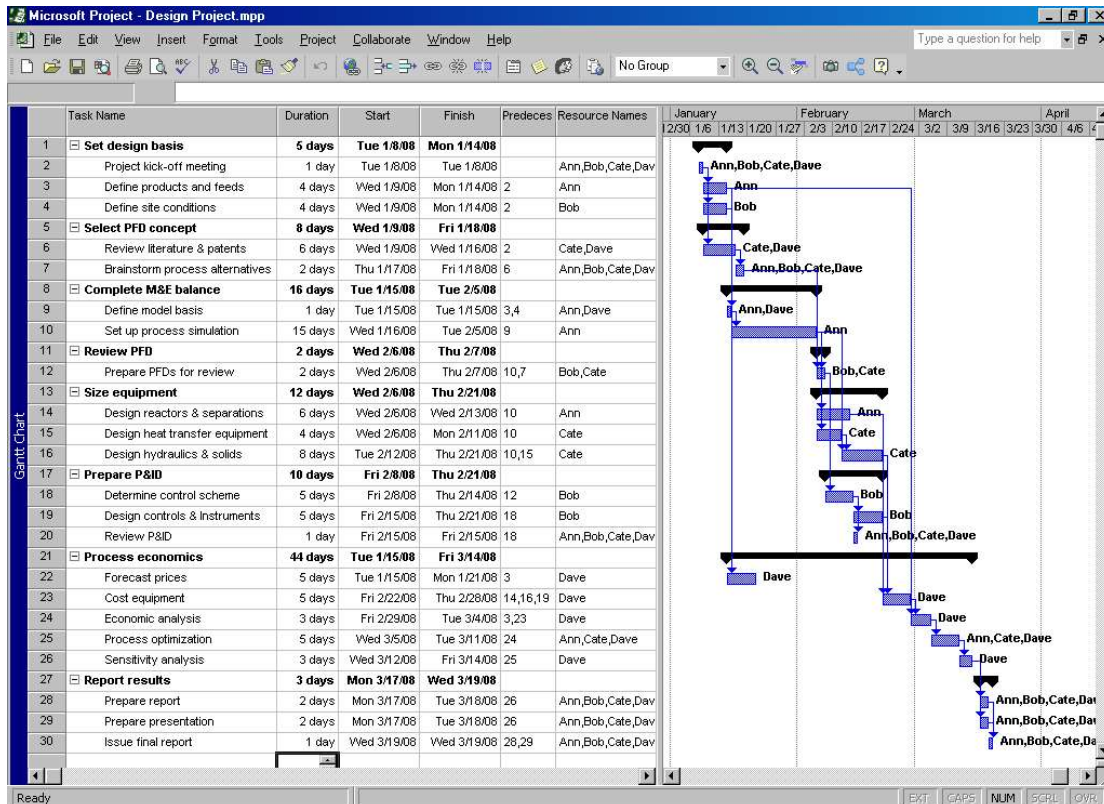 Microsoft Project - Design Project.mpp
File Edit View Insert Format Tools Project Collaborate Window Help Type a question for help
No Group
Task Name Duration Start Finish Predeces Resource Names January February March April
12/30 1/6 1/13 1/20 1/27 2/3 2/10 2/17 2/24 3/2 3/9 3/16 3/23 3/30 4/6 4
1 Set design basis 5 days Tue 1/8/08 Mon 1/14/08
2 Project kick-off meeting 1 day Tue 1/8/08 Tue 1/8/08 Ann,Bob,Cate,Dav Ann,Bob,Cate,Dave
3 Define products and feeds 4 days Wed 1/9/08 Mon 1/14/08 2 Ann Ann
4 Define site conditions 4 days Wed 1/9/08 Mon 1/14/08 2 Bob Bob
5 Select PFD concept 8 days Wed 1/9/08 Fri 1/18/08
6 Review literature & patents 6 days Wed 1/9/08 Wed 1/16/08 2 Cate,Dave Cate,Dave
7 Brainstorm process alternatives 2 days Thu 1/17/08 Fri 1/18/08 6 Ann,Bob,Cate,Dav Ann,Bob,Cate,Dave
8 Complete M&E balance 16 days Tue 1/15/08 Tue 2/5/08
9 Define model basis 1 day Tue 1/15/08 Tue 1/15/08 3,4 Ann,Dave Ann,Dave
10 Set up process simulation 15 days Wed 1/16/08 Tue 2/5/08 9 Ann Ann
11 Review PFD 2 days Wed 2/6/08 Thu 2/7/08
12 Prepare PFDs for review 2 days Wed 2/6/08 Thu 2/7/08 10,7 Bob,Cate Bob,Cate
13 Size equipment 12 days Wed 2/6/08 Thu 2/21/08
14 Design reactors & separations 6 days Wed 2/6/08 Wed 2/13/08 10 Ann Ann
15 Design heat transfer equipment 4 days Wed 2/6/08 Mon 2/11/08 10 Cate Cate
16 Design hydraulics & solids 8 days Tue 2/12/08 Thu 2/21/08 10,15 Cate Cate
17 Prepare P&ID 10 days Fri 2/8/08 Thu 2/21/08
18 Determine control scheme 5 days Fri 2/8/08 Thu 2/14/08 12 Bob Bob
19 Design controls & Instruments 5 days Fri 2/15/08 Thu 2/21/08 18 Bob Bob
20 Review P&ID 1 day Fri 2/15/08 Fri 2/15/08 18 Ann,Bob,Cate,Dav Ann,Bob,Cate,Dave
21 Process economics 44 days Tue 1/15/08 Fri 3/14/08
22 Forecast prices 5 days Tue 1/15/08 Mon 1/21/08 3 Dave Dave
23 Cost equipment 5 days Fri 2/22/08 Thu 2/28/08 14,16,19 Dave Dave
24 Economic analysis 3 days Fri 2/29/08 Tue 3/4/08 3,23 Dave Dave
25 Process optimization 5 days Wed 3/5/08 Tue 3/11/08 24 Ann,Cate,Dave Ann,Cate,Dave
26 Sensitivity analysis 3 days Wed 3/12/08 Fri 3/14/08 25 Dave Dave
27 Report results 3 days Mon 3/17/08 Wed 3/19/08
28 Prepare report 2 days Mon 3/17/08 Tue 3/18/08 26 Ann,Bob,Cate,Dav Ann,Bob,Cate,Dav
29 Prepare presentation 2 days Mon 3/17/08 Tue 3/18/08 26 Ann,Bob,Cate,Dav Ann,Bob,Cate,Dav
30 Issue final report 1 day Wed 3/19/08 Wed 3/19/08 28,29 Ann,Bob,Cate,Dav Ann,Bob,Cate,Da
Gantt Chart
Ready EXT CAPS NUM SCRL OVR